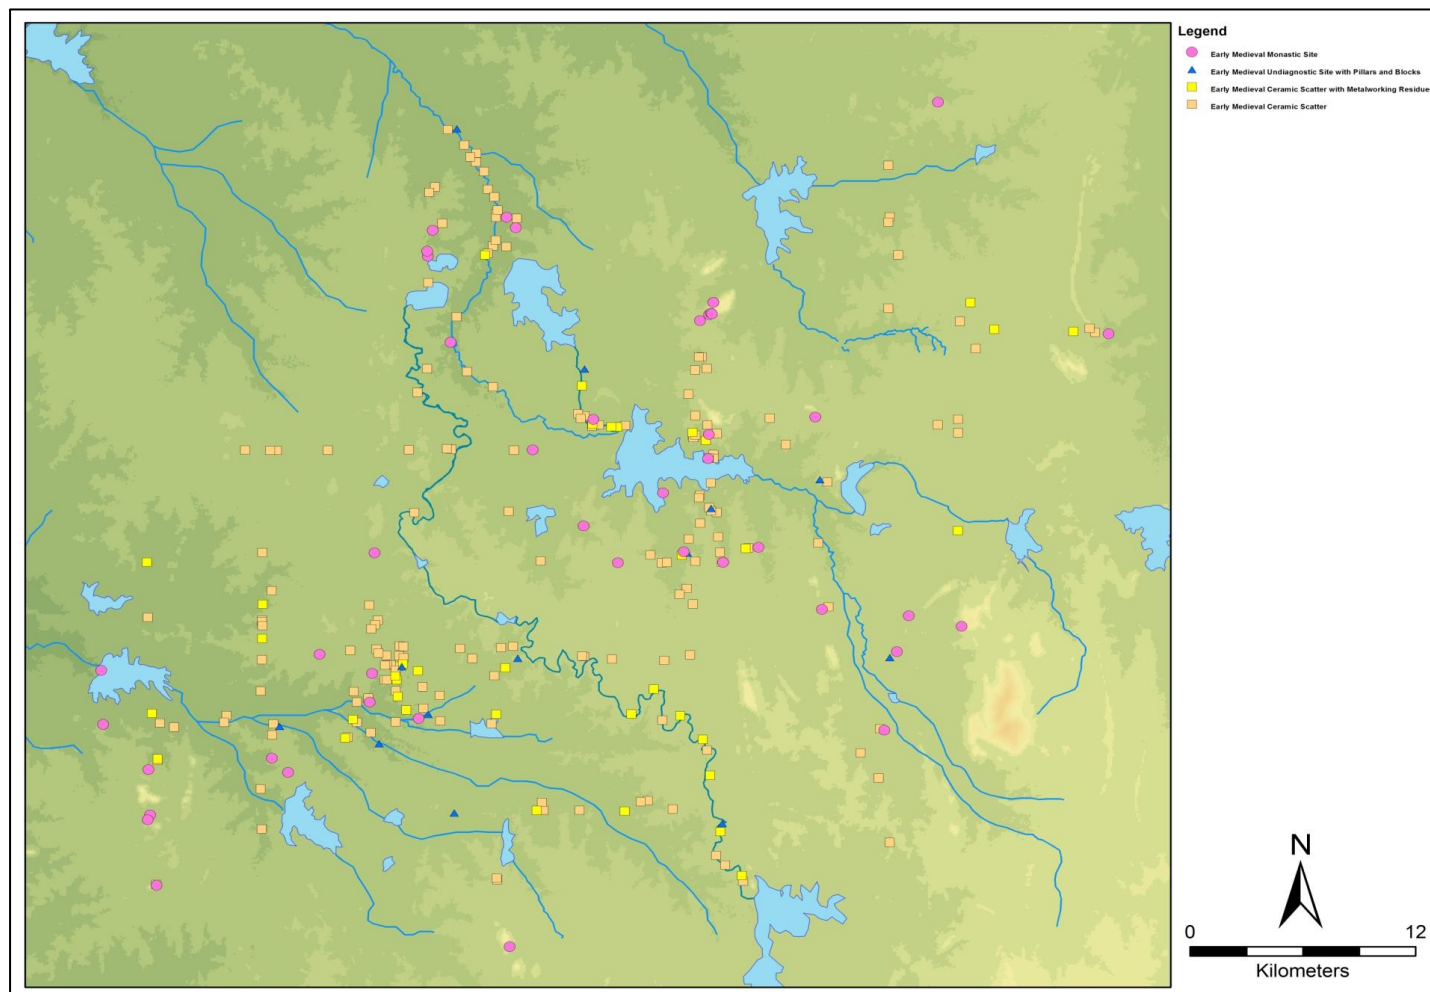 Legend
Early Medieval Monastic Site
Early Medieval Undiagnostic Site with Pillars and Blocks
Early Medieval Ceramic Scatter with Metalworking Residue
Early Medieval Ceramic Scatter
N
0 12
Kilometers